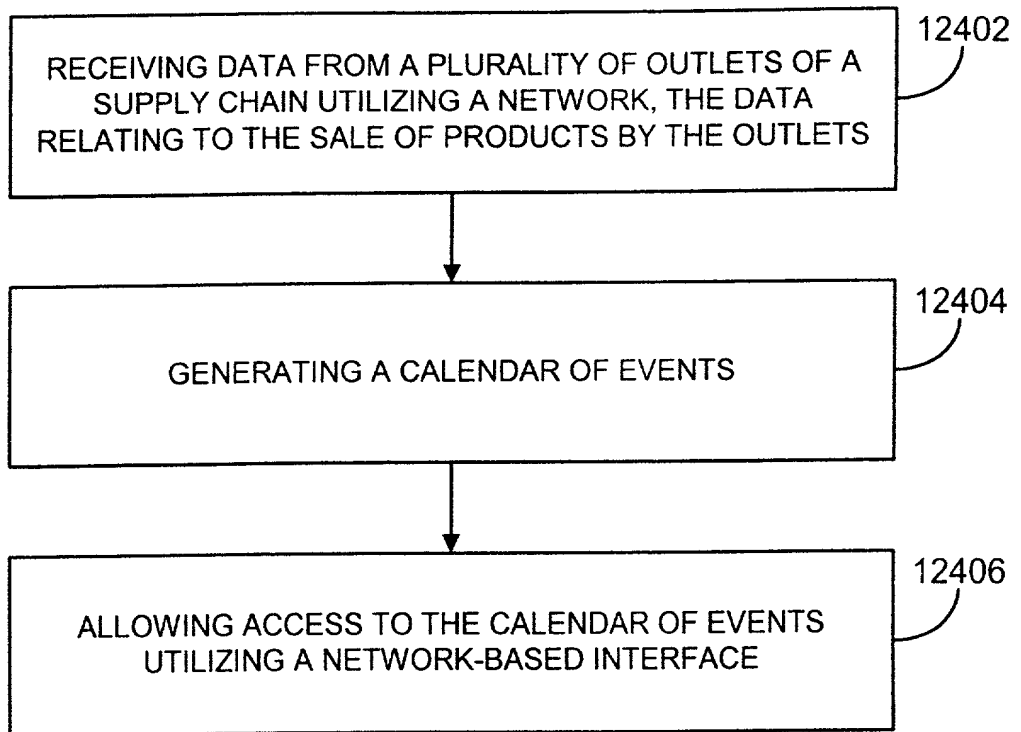 12402
RECEIVING DATA FROM A PLURALITY OF OUTLETS OF A
SUPPLY CHAIN UTILIZING A NETWORK, THE DATA
RELATING TO THE SALE OF PRODUCTS BY THE OUTLETS
12404
GENERATING A CALENDAR OF EVENTS
12406
ALLOWING ACCESS TO THE CALENDAR OF EVENTS
UTILIZING A NETWORK-BASED INTERFACE